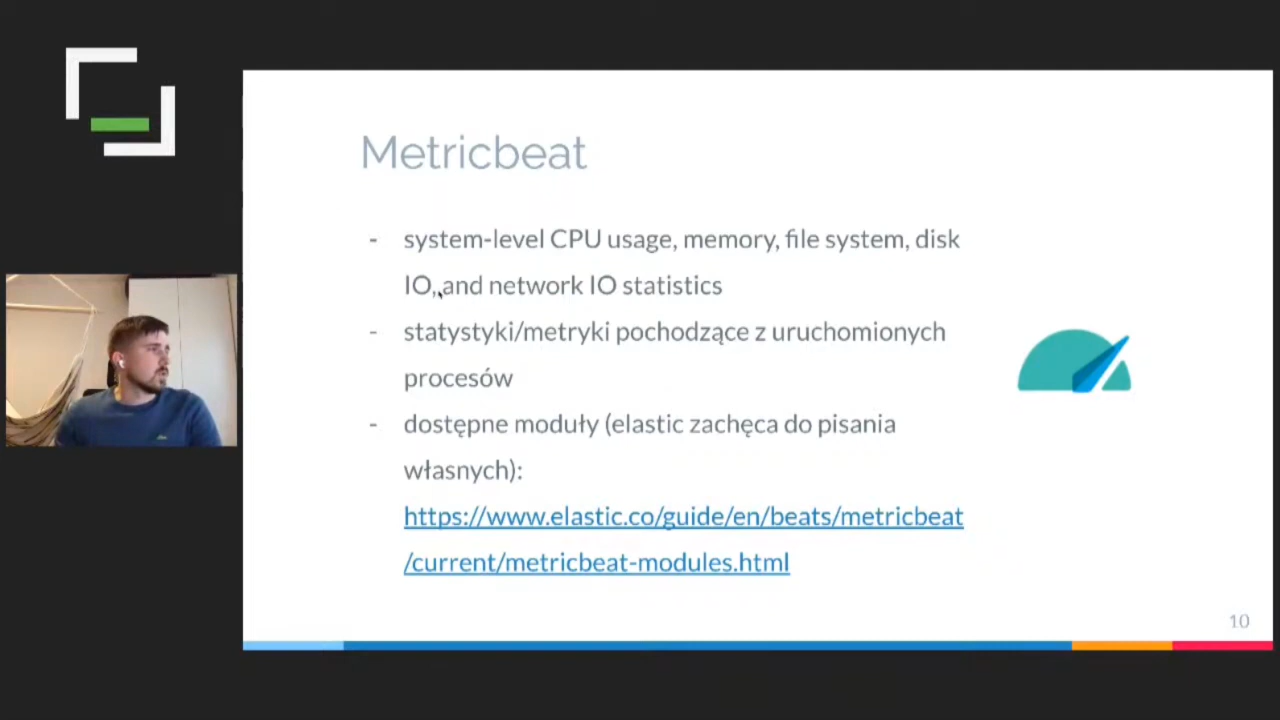 Metricbeat
- system-level CPU usage, memory, file system, disk
IO, and network IO statistics
- statystyki/metryki pochodzące z uruchomionych
procesów
- dostępne moduły (elastic zachęca do pisania
własnych):
https://www.elastic.co/guide/en/beats/metricbeat
/current/metricbeat-modules.html
10